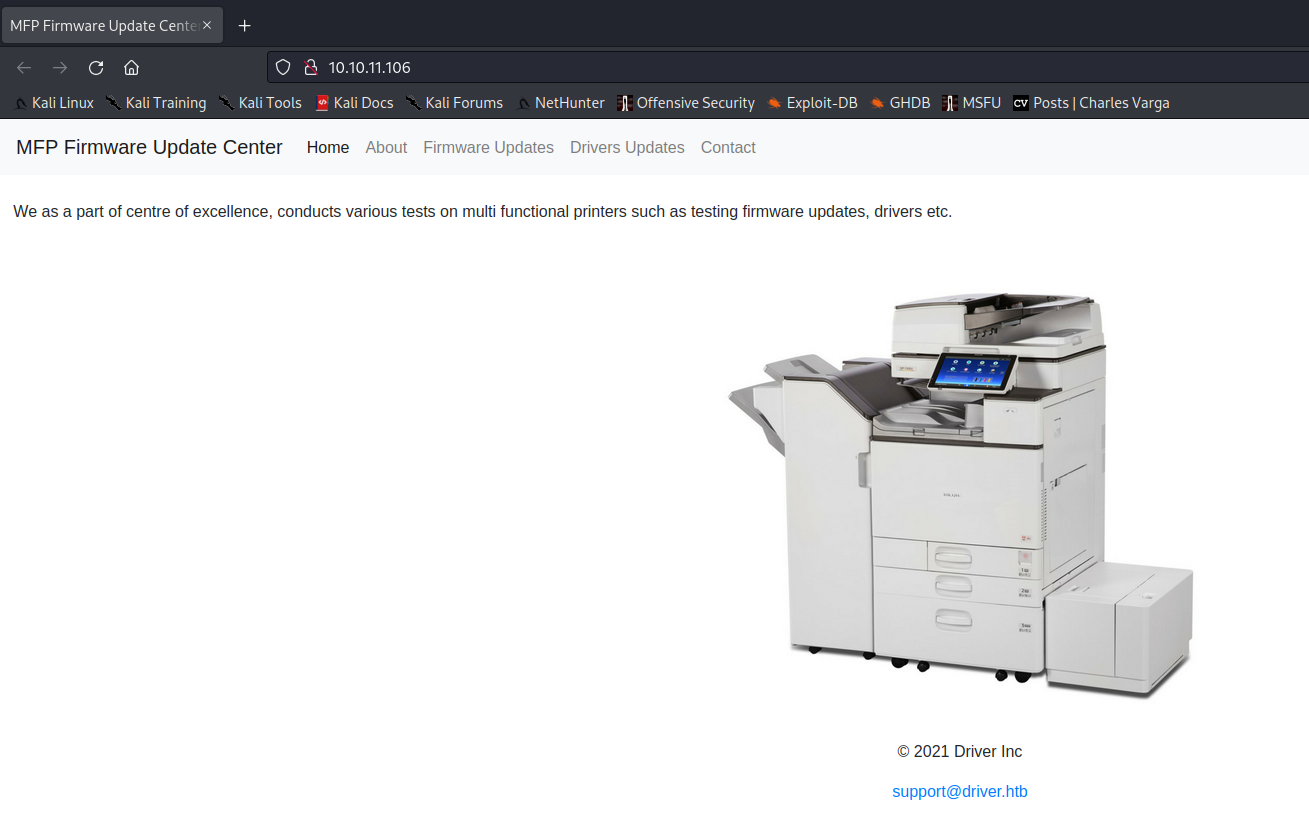 MFP Firmware Update Cente
10.10.11.106
Kali Linux Kali Training Kali Tools Kali Docs Kali Forums NetHunter Offensive Security Exploit-DB GHDB MSFU CV Posts | Charles Varga
MFP Firmware Update Center Home About Firmware Updates Drivers Updates Contact
We as a part of centre of excellence, conducts various tests on multi functional printers such as testing firmware updates, drivers etc.
© 2021 Driver Inc
support@driver.htb